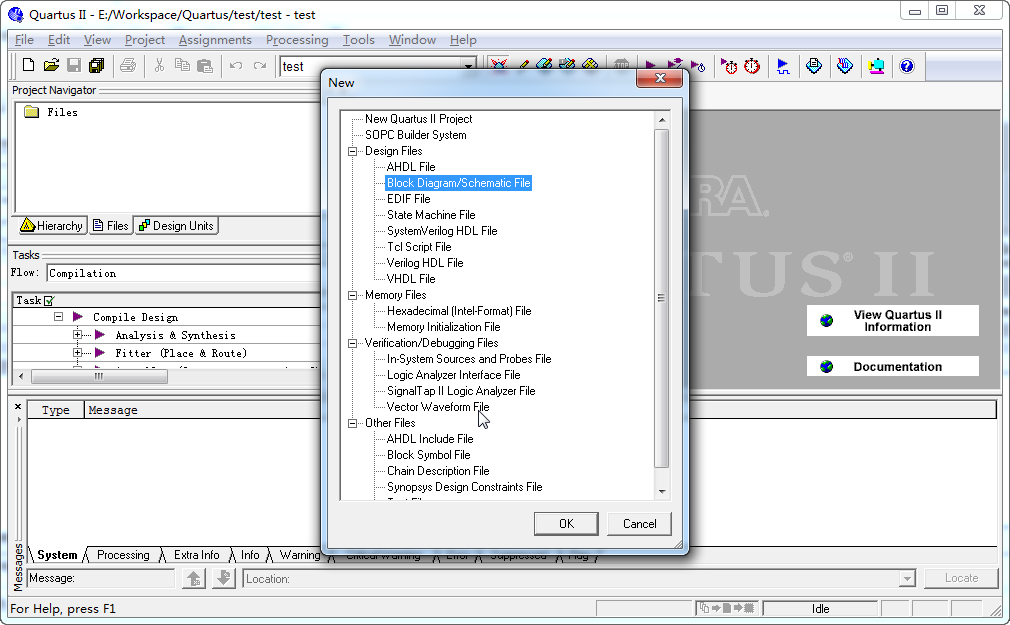 Quartus II - E:/Workspace/Quartus/test/test - test
File Edit View Project Assignments Processing Tools Window Help
test
Project Navigator
Files
Hierarchy Files Design Units
Tasks
Flow: Compilation
Task
Compile Design
Analysis & Synthesis
Fitter (Place & Route)
New
New Quartus II Project
SOPC Builder System
Design Files
AHDL File
Block Diagram/Schematic File
EDIF File
State Machine File
SystemVerilog HDL File
Tcl Script File
Verilog HDL File
VHDL File
Memory Files
Hexadecimal (Intel-Format) File
Memory Initialization File
Verification/Debugging Files
In-System Sources and Probes File
Logic Analyzer Interface File
SignalTap II Logic Analyzer File
Vector Waveform File
Other Files
AHDL Include File
Block Symbol File
Chain Description File
Synopsys Design Constraints File
OK Cancel
RA.
TUS® II
View Quartus II
Information
Documentation
Type Message
Messages
System Processing Extra Info Info Warning Critical Warning Error Suppressed Flag
Message: Location: Locate
For Help, press F1
Idle